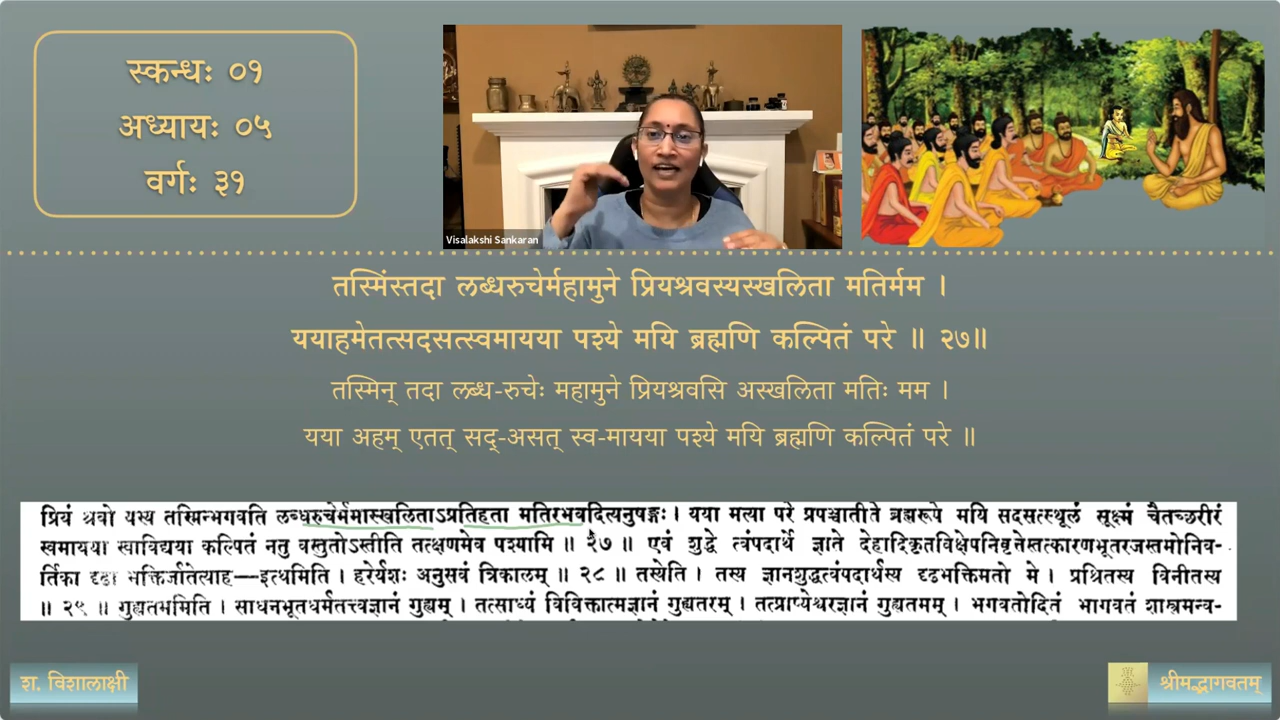 स्कन्धः ०१
अध्यायः ०५
वर्गः ३१
Visalakshi Sankaran
तस्मिंस्तदा लब्धरुचेर्महामुने प्रियश्रवस्यस्खलिता मतिर्मम ।
ययाहमेतत्सदसत्स्वमायया पश्ये मयि ब्रह्मणि कल्पितं परे ॥ २७॥
तस्मिन् तदा लब्ध-रुचेः महामुने प्रियश्रवसि अस्खलिता मतिः मम ।
यया अहम् एतत् सद्-असत् स्व-मायया पश्ये मयि ब्रह्मणि कल्पितं परे ॥
प्रियं श्रवो यस्य तस्मिन्भगवति लब्धरुचेर्ममास्खलिताऽप्रतिहता मतिरभवदित्यनुषङ्गः । यया मत्या परे प्रपञ्चातीते ब्रह्मरूपे मयि सदसत्स्थूलं सूक्ष्मं चैतच्छरीरं
स्वमायया स्वाविद्यया कल्पितं नतु वस्तुतोऽस्तीति तत्क्षणमेव पश्यामि ॥ २७ ॥ एवं शुद्धे त्वंपदार्थे ज्ञाते देहादिकृतविक्षेपनिवृत्तेस्तत्कारणभूतरजस्तमोनिव-
र्तिका दृढा भक्तिर्जातेत्याह—इत्थमिति । हरेर्यशः अनुसवं त्रिकालम् ॥ २८ ॥ तस्येति । तस्य ज्ञानशुद्धत्वंपदार्थस्य दृढभक्तिमतो मे । प्रश्रितस्य विनीतस्य
॥ २९ ॥ गुह्यतममिति । साधनभूतधर्मतत्त्वज्ञानं गुह्यम् । तत्साध्यं विविक्तात्मज्ञानं गुह्यतरम् । तत्प्राप्येश्वरज्ञानं गुह्यतमम् । भगवतोदितं भागवतं शास्त्रमन्व-
श. विशालाक्षी
श्रीमद्भागवतम्